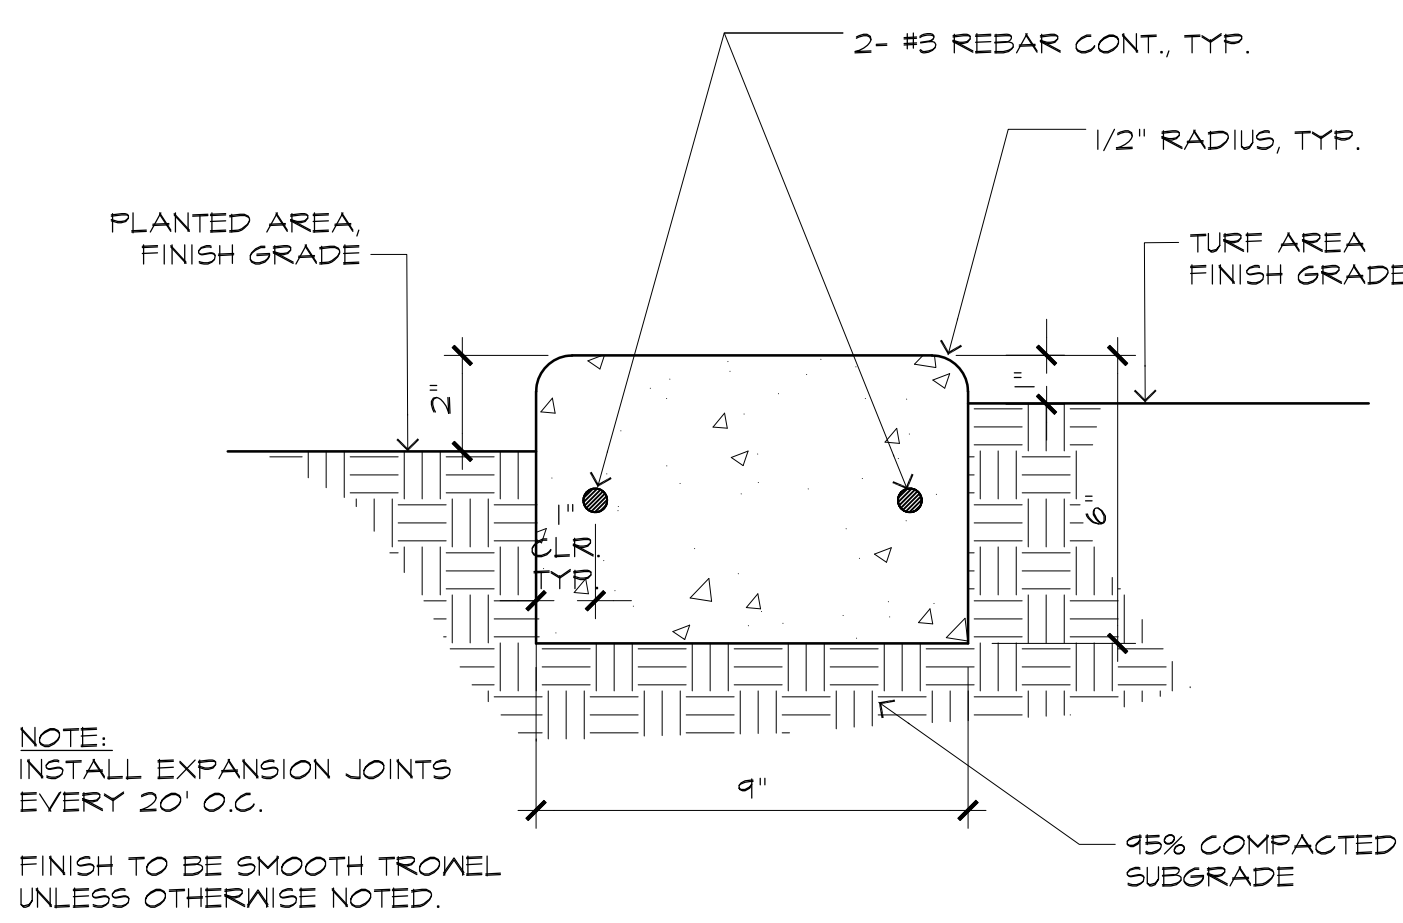 2- #3 REBAR CONT., TYP.
1/2" RADIUS, TYP.
PLANTED AREA,
FINISH GRADE
TURF AREA
FINISH GRADE
2"
1"
6"
1"
CLR.
TYP.
9"
NOTE:
INSTALL EXPANSION JOINTS
EVERY 20' O.C.
FINISH TO BE SMOOTH TROWEL
UNLESS OTHERWISE NOTED.
95% COMPACTED
SUBGRADE